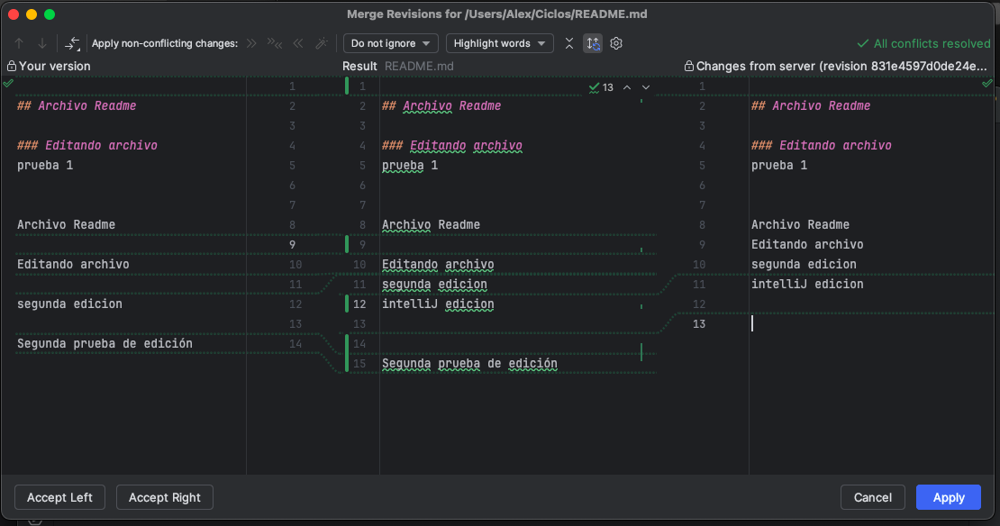 Merge Revisions for /Users/Alex/Ciclos/README.md
Apply non-conflicting changes:
Do not ignore
Highlight words
All conflicts resolved
Your version
Result README.md
Changes from server (revision 831e4597d0de24e...
1
2 ## Archivo Readme
3
4 ### Editando archivo
5 prueba 1
6
7
8 Archivo Readme
9
10 Editando archivo
11
12 segunda edicion
13
14 Segunda prueba de edición
1
13
2 ## Archivo Readme
3
4 ### Editando archivo
5 prueba 1
6
7
8 Archivo Readme
9
10 Editando archivo
11 segunda edicion
12 intelliJ edicion
13
14
15 Segunda prueba de edición
1
2 ## Archivo Readme
3
4 ### Editando archivo
5 prueba 1
6
7
8 Archivo Readme
9 Editando archivo
10 segunda edicion
11 intelliJ edicion
12
13
Accept Left
Accept Right
Cancel
Apply